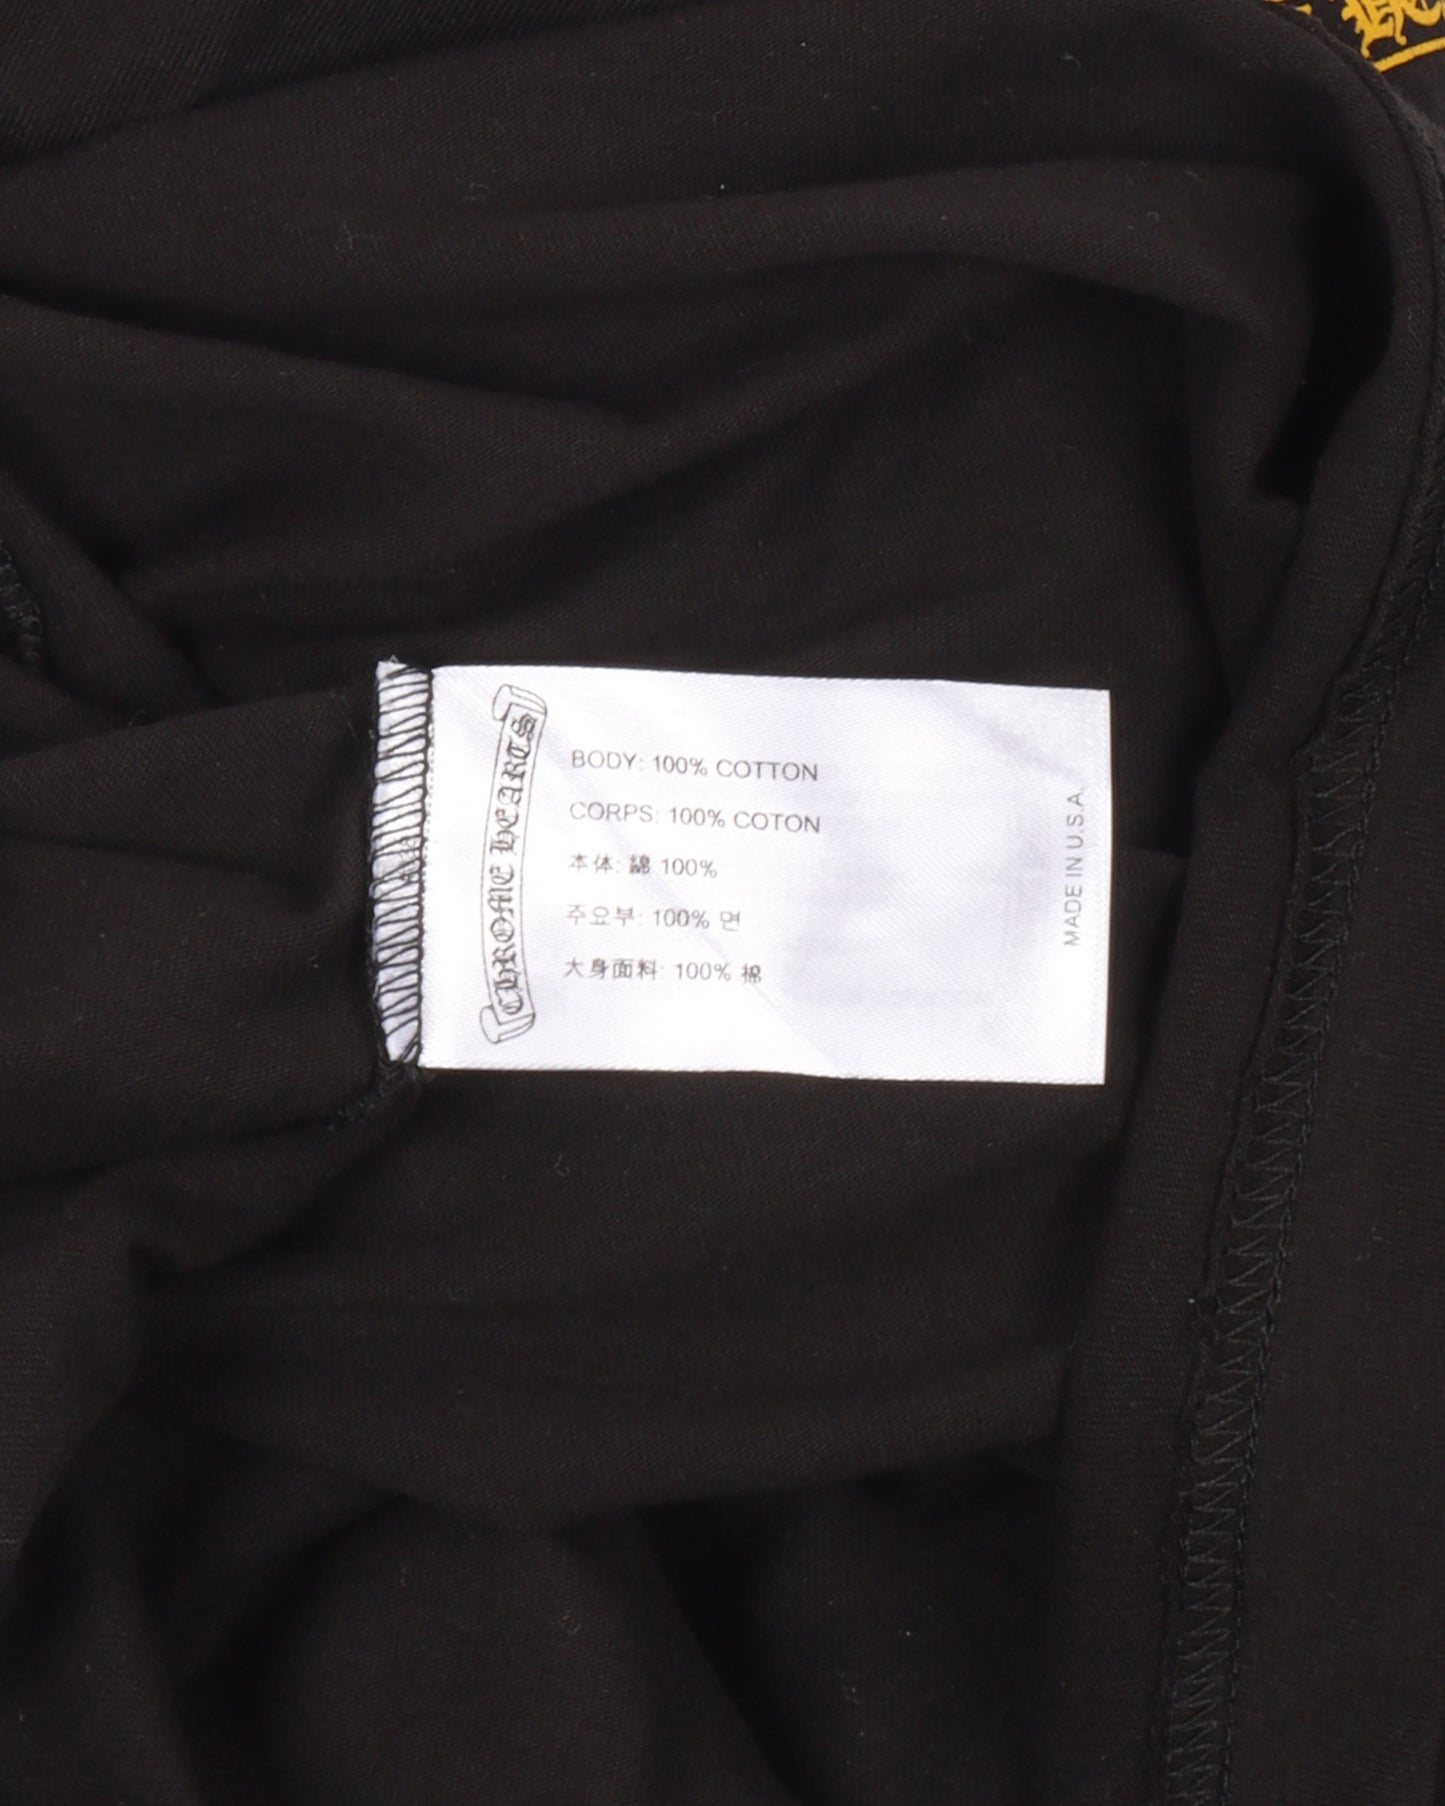 CHROME HEARTS
BODY: 100% COTTON
CORPS: 100% COTON
本体: 綿 100%
주요부: 100% 면
大身面料: 100% 棉
MADE IN U.S.A.